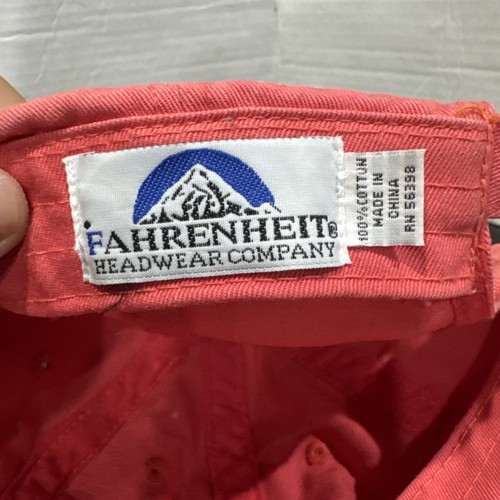 FAHRENHEIT®
HEADWEAR COMPANY
100% COTTON
MADE IN
CHINA
RN 56398